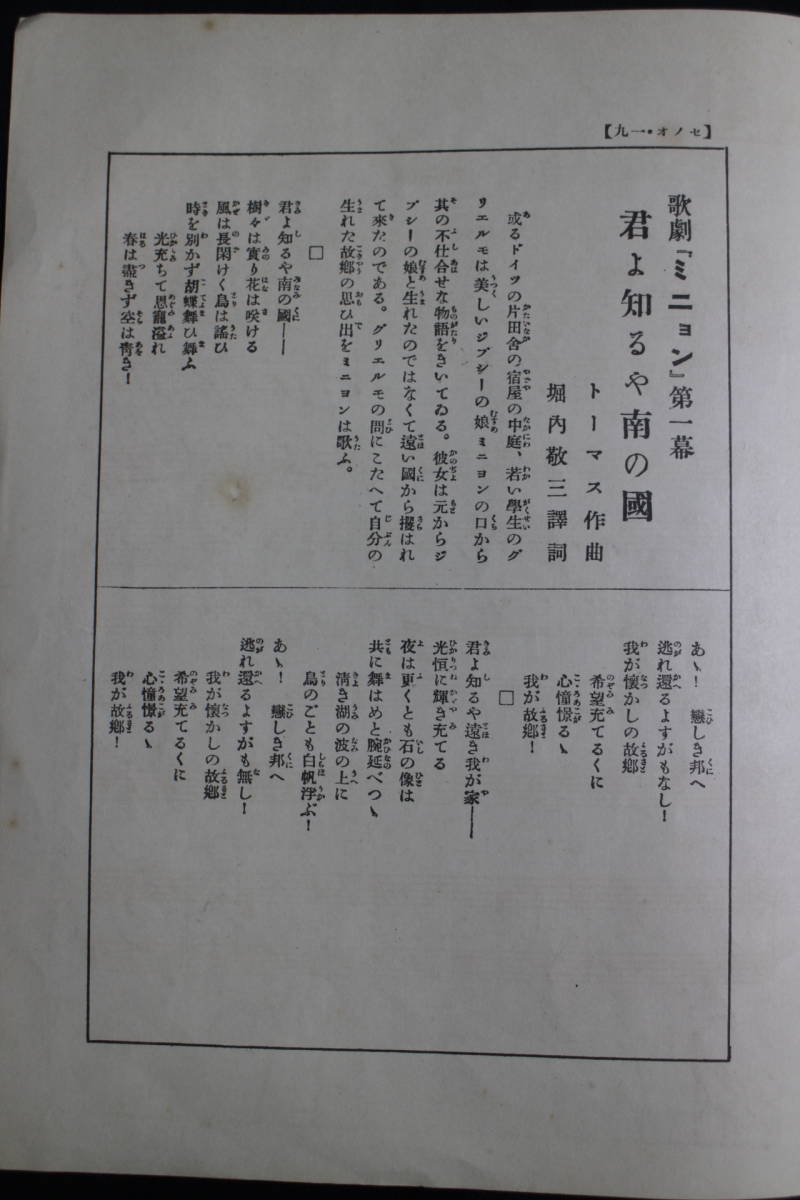 【セノオ・一九】
歌劇『ミニヨン』第一幕
君よ知るや南の國
トーマス作曲
堀內敬三譯詞
或るドイツの片田舍の宿屋の中庭、若い學生のグ
リエルモは美しいジプシーの娘ミニヨンの口から
其の不仕合せな物語をきいてゐる。彼女は元からジ
プシーの娘と生れたのではなくて遠い國から攫はれ
て來たのである。グリエルモの問にこたへて自分の
生れた故鄕の思ひ出をミニヨンは歌ふ。
□
君よ知るや南の國――
樹々は實り花は咲ける
風は長閑けく鳥は謠ひ
時を別かず胡蝶舞ひ舞ふ
光充ちて恩寵溢れ
春は盡きず空は靑き!
あゝ! 戀しき邦へ
逃れ還るよすがもなし!
我が懷かしの故鄕
希望充てるくに
心憧憬るゝ
我が故鄕!
□
君よ知るや遠き我が家――
光恒に輝き充てる
夜は更くとも石の像は
共に舞はめと腕延べつゝ
淸き湖の波の上に
鳥のごとも白帆浮ぶ!
あゝ! 戀しき邦へ
逃れ還るよすがも無し!
我が懷かしの故鄕
希望充てるくに
心憧憬るゝ
我が故鄕!